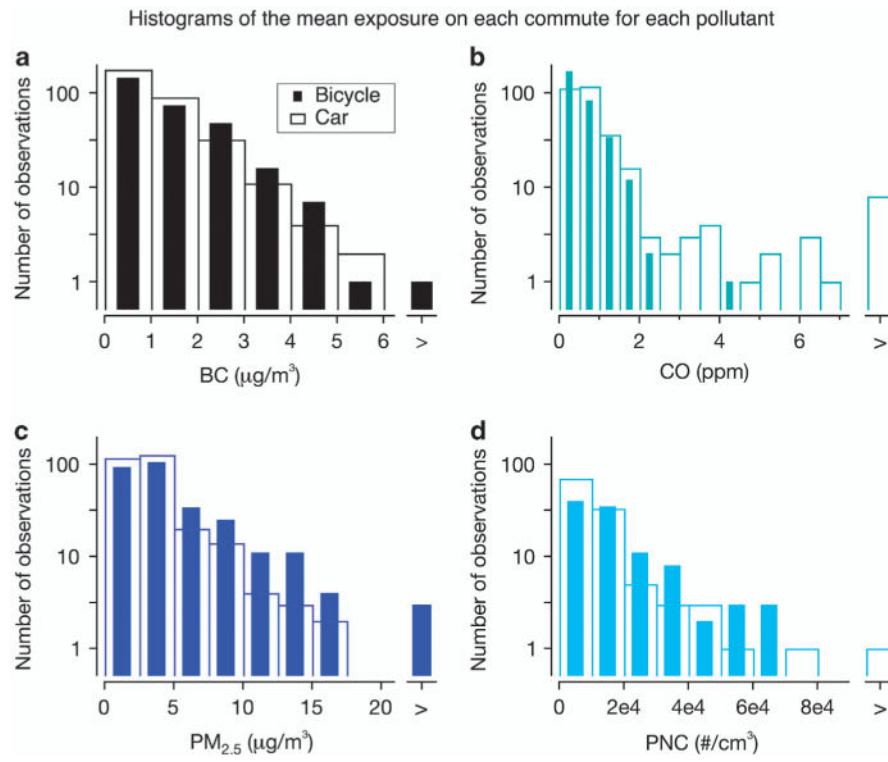 Histograms of the mean exposure on each commute for each pollutant
a
Number of observations
100
10
1
Bicycle
Car
0 1 2 3 4 5 6 >
BC (μg/m³)
b
Number of observations
100
10
1
0 2 4 6 >
CO (ppm)
c
Number of observations
100
10
1
0 5 10 15 20 >
PM₂.₅ (μg/m³)
d
Number of observations
100
10
1
0 2e4 4e4 6e4 8e4 >
PNC (#/cm³)